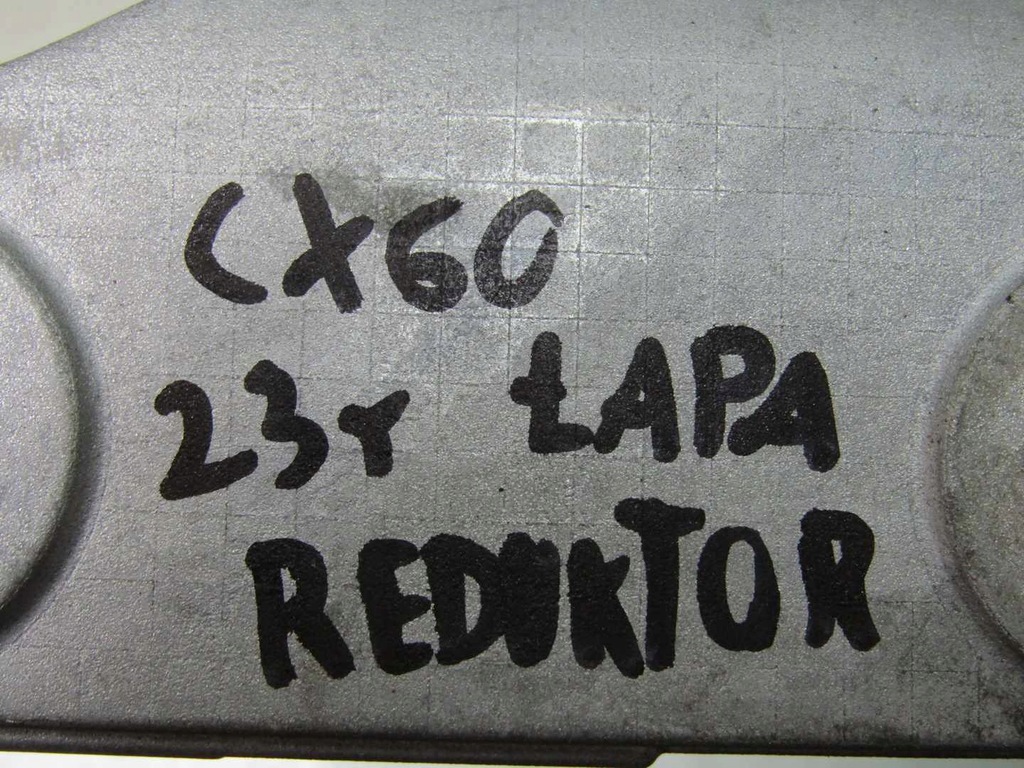 CX60
23r ŁAPA
REDUKTOR